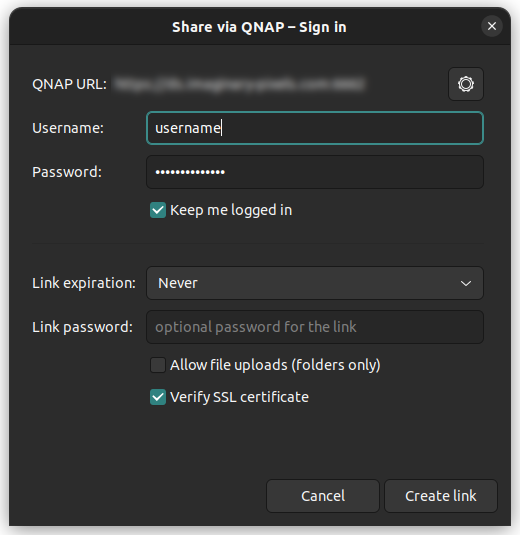 Share via QNAP – Sign in
QNAP URL:
Username: username
Password: ••••••••••••••
Keep me logged in
Link expiration: Never
Link password: optional password for the link
Allow file uploads (folders only)
Verify SSL certificate
Cancel Create link